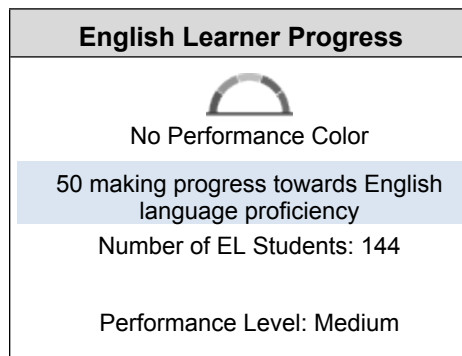 English Learner Progress
No Performance Color
50 making progress towards English
language proficiency
Number of EL Students: 144
Performance Level: Medium